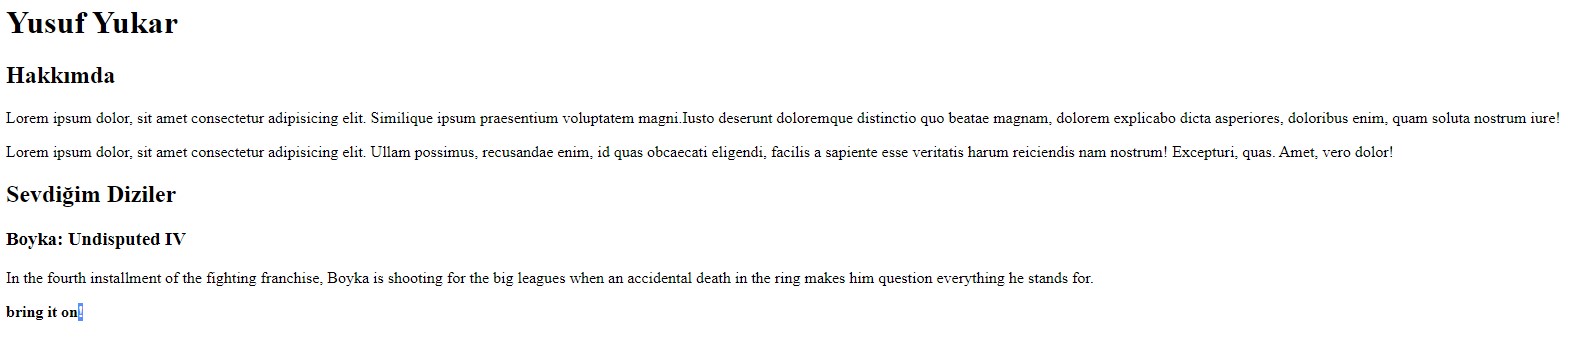 Yusuf Yukar
Hakkımda
Lorem ipsum dolor, sit amet consectetur adipisicing elit. Similique ipsum praesentium voluptatem magni.Iusto deserunt doloremque distinctio quo beatae magnam, dolorem explicabo dicta asperiores, doloribus enim, quam soluta nostrum iure!
Lorem ipsum dolor, sit amet consectetur adipisicing elit. Ullam possimus, recusandae enim, id quas obcaecati eligendi, facilis a sapiente esse veritatis harum reiciendis nam nostrum! Excepturi, quas. Amet, vero dolor!
Sevdiğim Diziler
Boyka: Undisputed IV
In the fourth installment of the fighting franchise, Boyka is shooting for the big leagues when an accidental death in the ring makes him question everything he stands for.
bring it on!